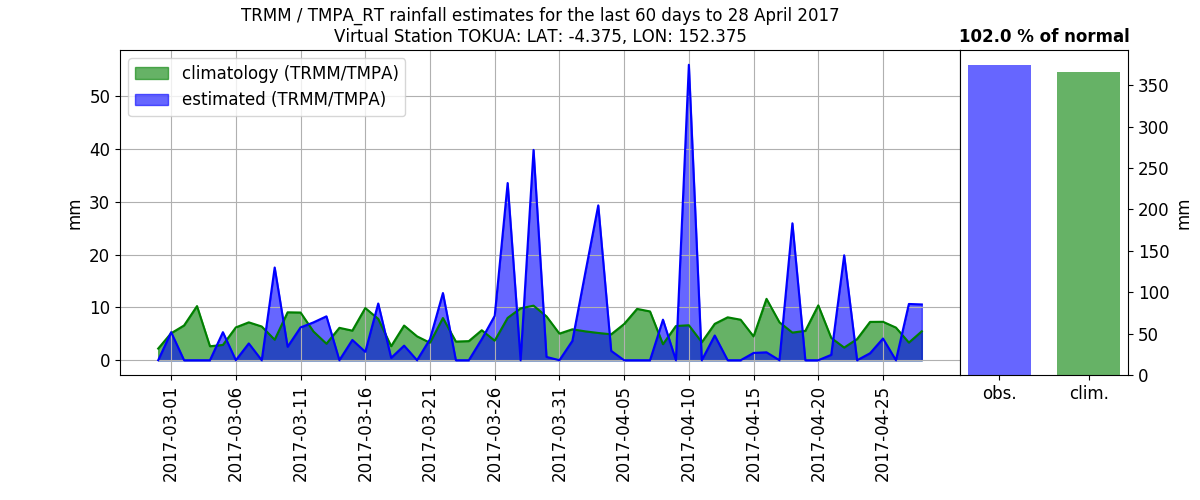 TRMM / TMPA_RT rainfall estimates for the last 60 days to 28 April 2017
Virtual Station TOKUA: LAT: -4.375, LON: 152.375
102.0 % of normal
climatology (TRMM/TMPA)
estimated (TRMM/TMPA)
50
40
30
20
10
0
mm
2017-03-01
2017-03-06
2017-03-11
2017-03-16
2017-03-21
2017-03-26
2017-03-31
2017-04-05
2017-04-10
2017-04-15
2017-04-20
2017-04-25
350
300
250
200
150
100
50
0
mm
obs.
clim.